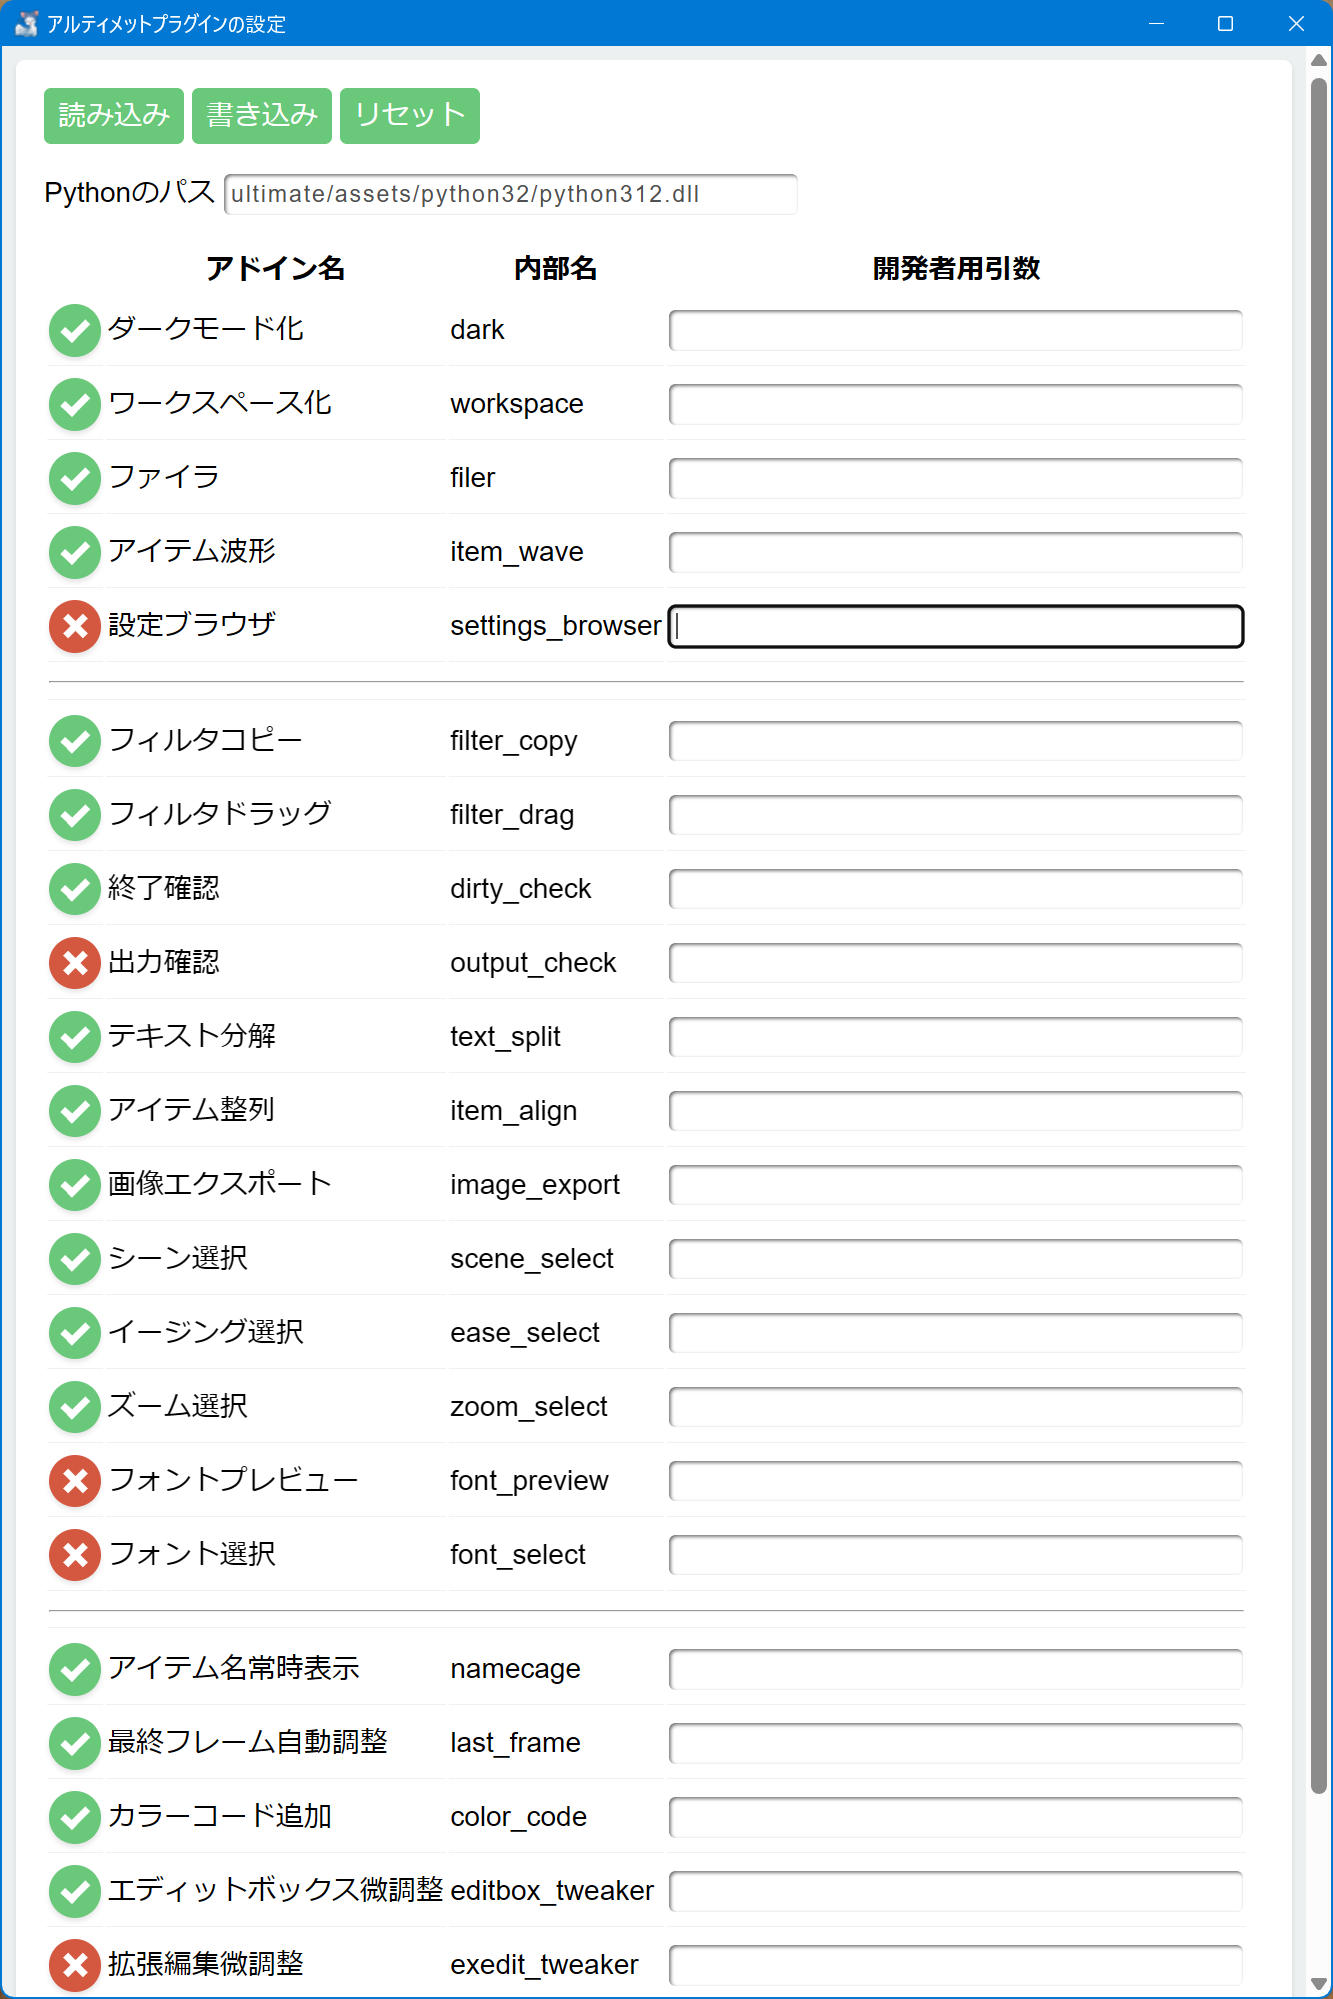 アルティメットプラグインの設定
読み込み 書き込み リセット
Pythonのパス ultimate/assets/python32/python312.dll
アドイン名 内部名 開発者用引数
ダークモード化 dark
ワークスペース化 workspace
ファイラ filer
アイテム波形 item_wave
設定ブラウザ settings_browser
フィルタコピー filter_copy
フィルタドラッグ filter_drag
終了確認 dirty_check
出力確認 output_check
テキスト分解 text_split
アイテム整列 item_align
画像エクスポート image_export
シーン選択 scene_select
イージング選択 ease_select
ズーム選択 zoom_select
フォントプレビュー font_preview
フォント選択 font_select
アイテム名常時表示 namecage
最終フレーム自動調整 last_frame
カラーコード追加 color_code
エディットボックス微調整 editbox_tweaker
拡張編集微調整 exedit_tweaker